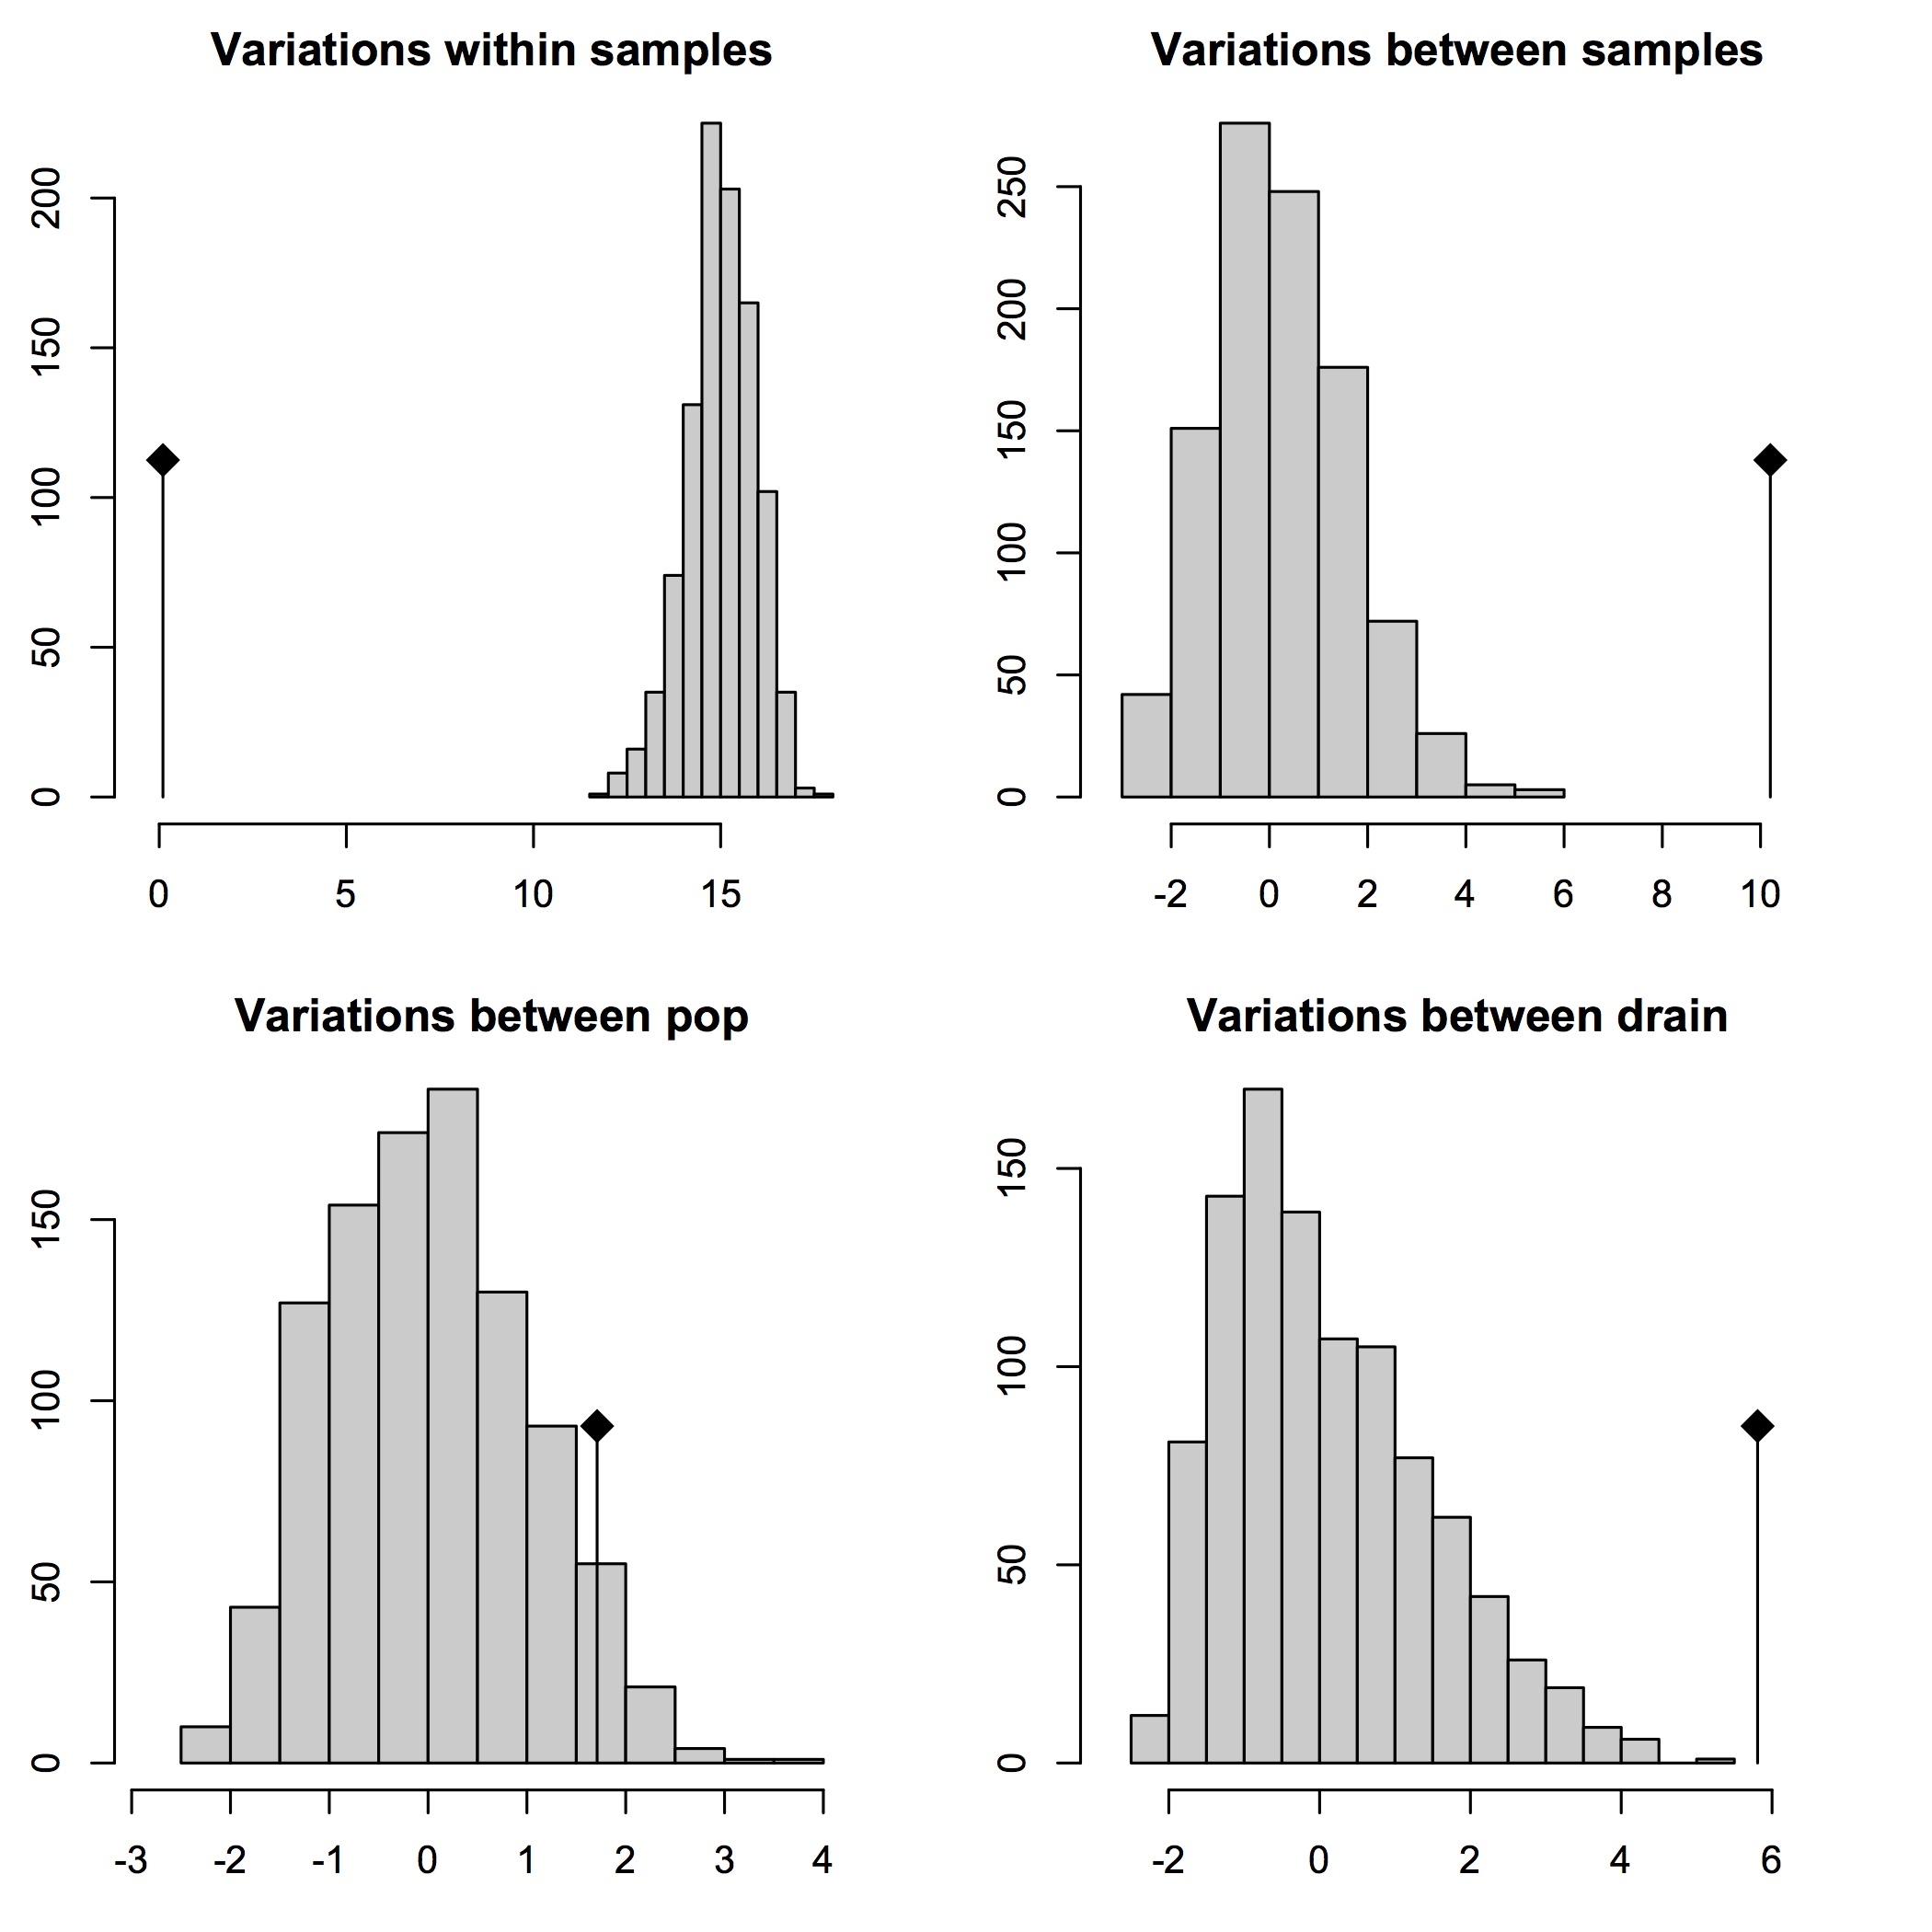 Variations within samples
200
150
100
50
0
0 5 10 15
Variations between samples
250
200
150
100
50
0
-2 0 2 4 6 8 10
Variations between pop
150
100
50
0
-3 -2 -1 0 1 2 3 4
Variations between drain
150
100
50
0
-2 0 2 4 6